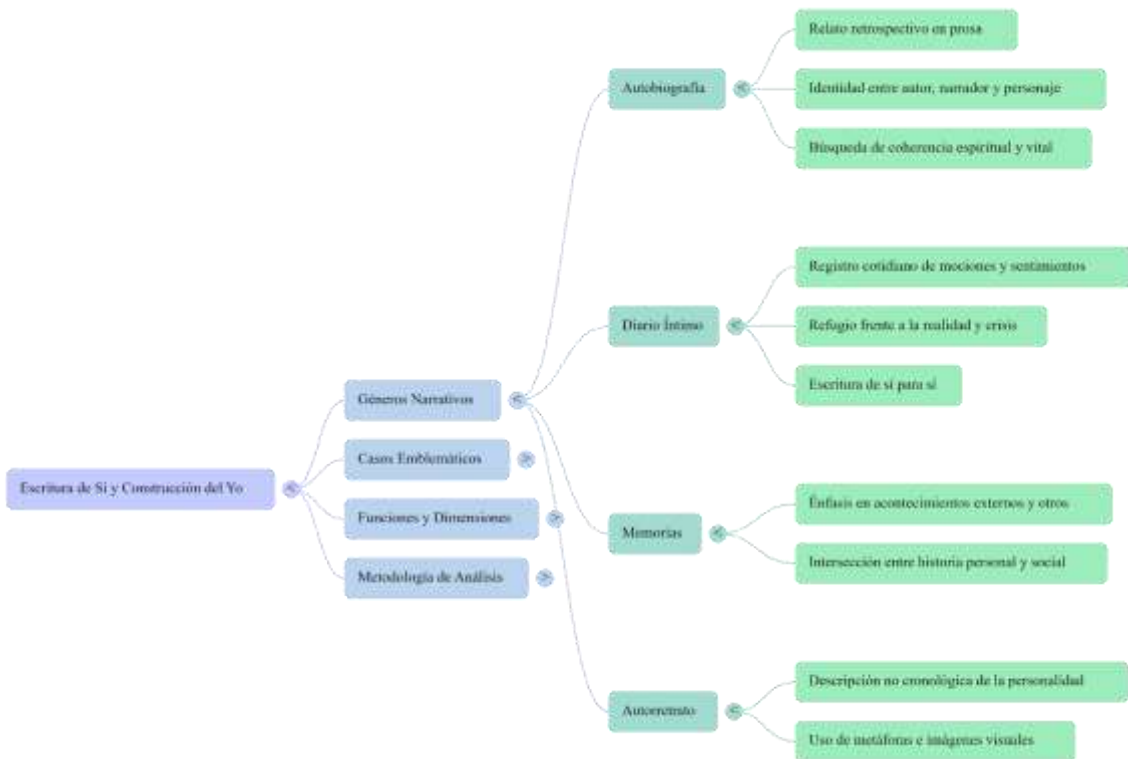 Escritura de Sí y Construcción del Yo
Géneros Narrativos
Autobiografía
Relato retrospectivo en prosa
Identidad entre autor, narrador y personaje
Búsqueda de coherencia espiritual y vital
Diario Íntimo
Registro cotidiano de mociones y sentimientos
Refugio frente a la realidad y crisis
Escritura de sí para sí
Memorias
Énfasis en acontecimientos externos y otros
Intersección entre historia personal y social
Autorretrato
Descripción no cronológica de la personalidad
Uso de metáforas e imágenes visuales
Casos Emblemáticos
Funciones y Dimensiones
Metodología de Análisis